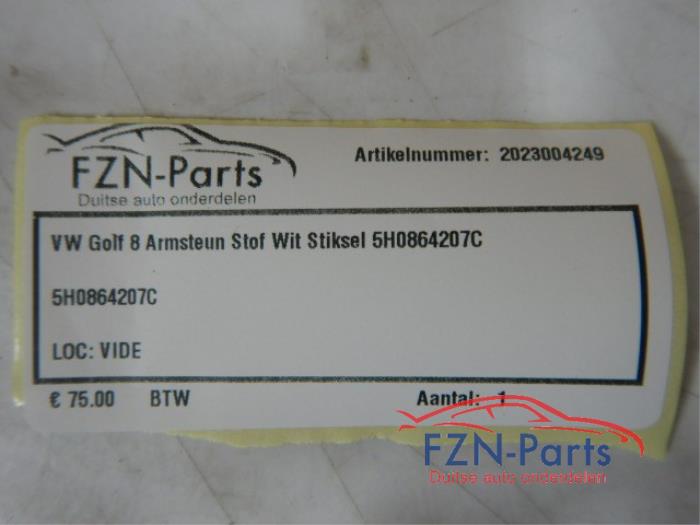 FZN-Parts
Duitse auto onderdelen
Artikelnummer: 2023004249
VW Golf 8 Armsteun Stof Wit Stiksel 5H0864207C
5H0864207C
LOC: VIDE
€ 75.00 BTW Aantal: 1
FZN-Parts
Duitse auto onderdelen